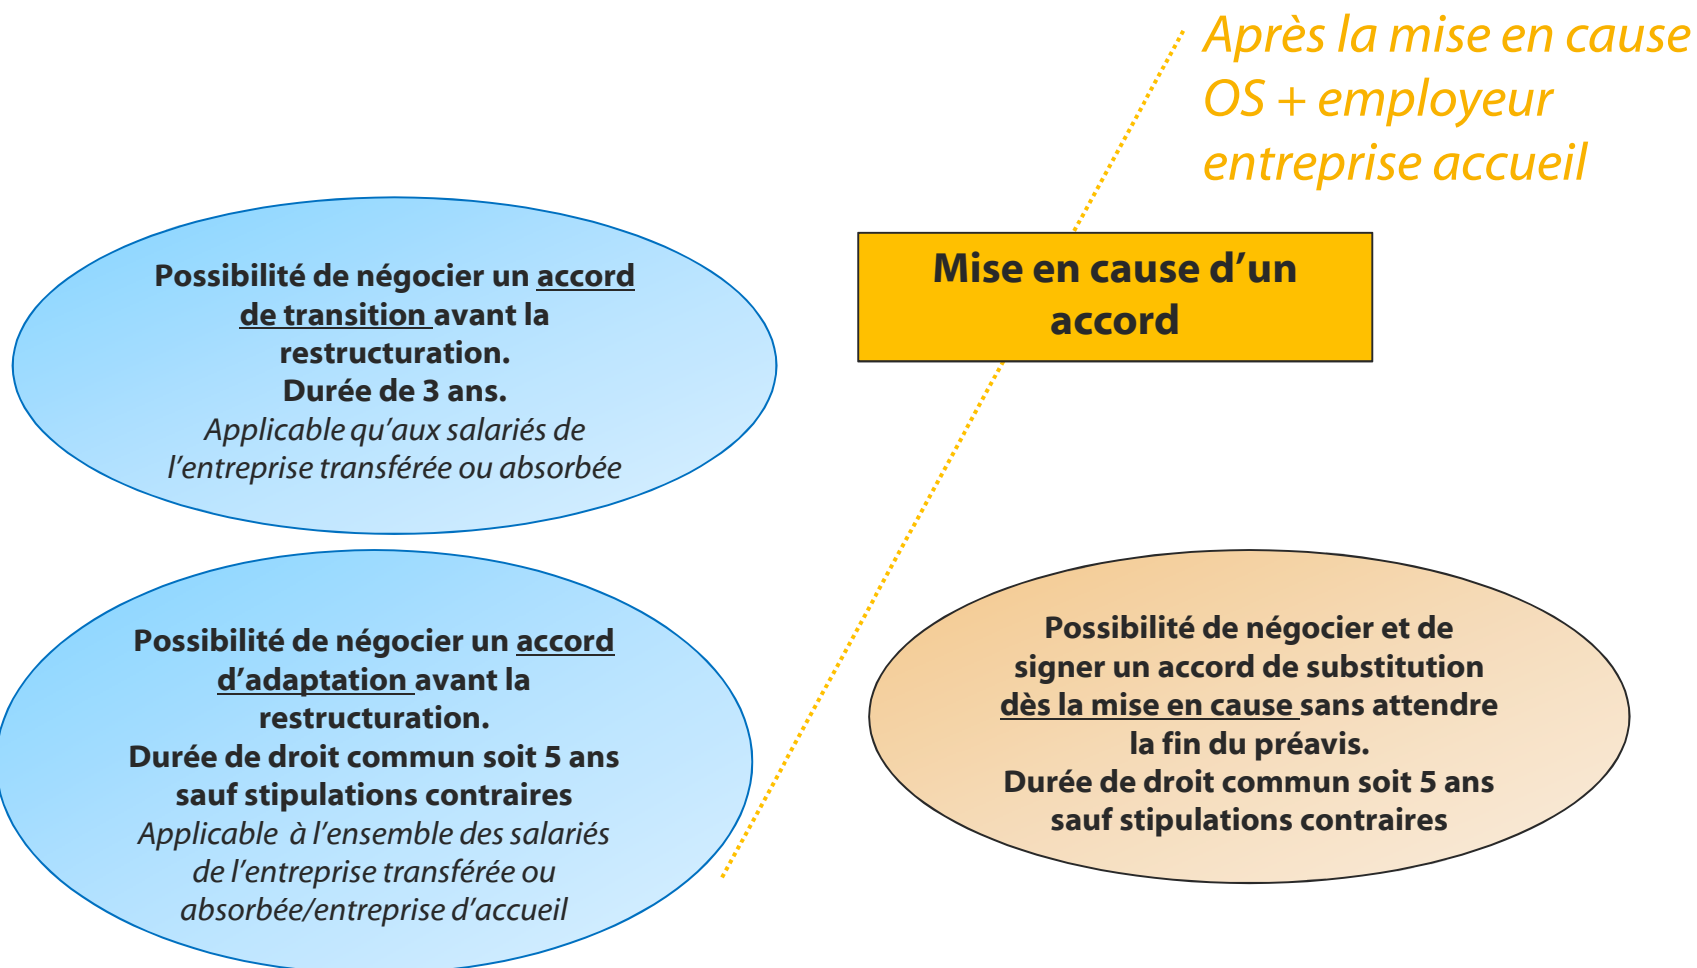 Après la mise en cause
OS + employeur
entreprise accueil
Mise en cause d’un
accord
Possibilité de négocier un accord
de transition avant la
restructuration.
Durée de 3 ans.
Applicable qu’aux salariés de
l’entreprise transférée ou absorbée
Possibilité de négocier un accord
d’adaptation avant la
restructuration.
Durée de droit commun soit 5 ans
sauf stipulations contraires
Applicable à l’ensemble des salariés
de l’entreprise transférée ou
absorbée/entreprise d’accueil
Possibilité de négocier et de
signer un accord de substitution
dès la mise en cause sans attendre
la fin du préavis.
Durée de droit commun soit 5 ans
sauf stipulations contraires